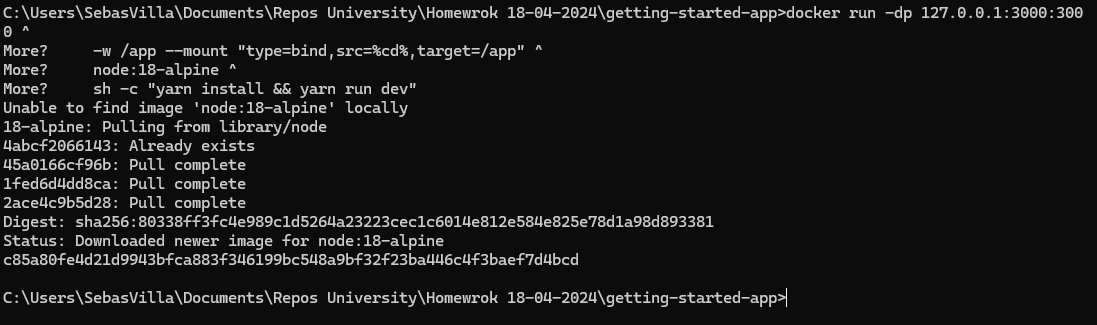 C:\Users\SebasVilla\Documents\Repos University\Homewrok 18-04-2024\getting-started-app>docker run -dp 127.0.0.1:3000:300
0 ^
More?     -w /app --mount "type=bind,src=%cd%,target=/app" ^
More?     node:18-alpine ^
More?     sh -c "yarn install && yarn run dev"
Unable to find image 'node:18-alpine' locally
18-alpine: Pulling from library/node
4abcf2066143: Already exists
45a0166cf96b: Pull complete
1fed6d4dd8ca: Pull complete
2ace4c9b5d28: Pull complete
Digest: sha256:80338ff3fc4e989c1d5264a23223cec1c6014e812e584e825e78d1a98d893381
Status: Downloaded newer image for node:18-alpine
c85a80fe4d21d9943bfca883f346199bc548a9bf32f23ba446c4f3baef7d4bcd
C:\Users\SebasVilla\Documents\Repos University\Homewrok 18-04-2024\getting-started-app>